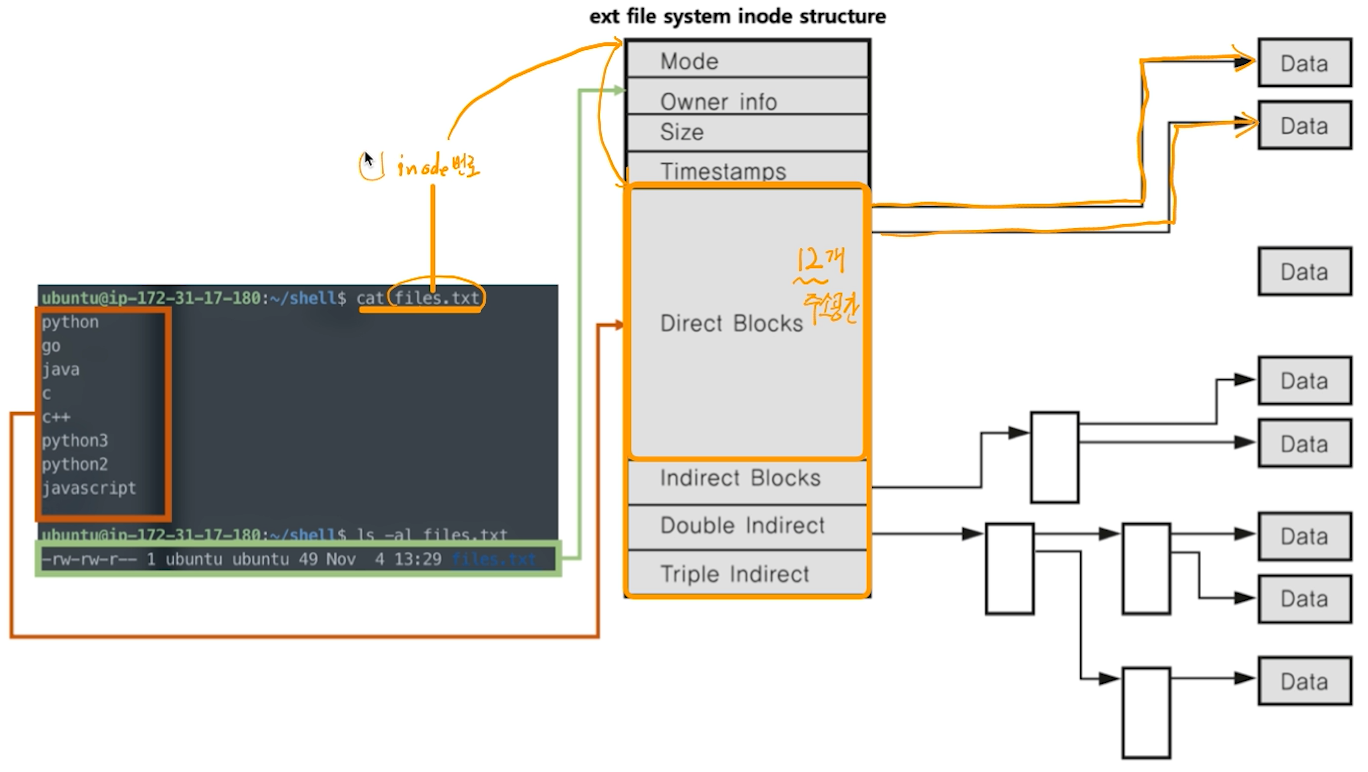 ext file system inode structure
Mode
Owner info
Size
Timestamps
Direct Blocks
12개
주소공간
Indirect Blocks
Double Indirect
Triple Indirect
inode번호
ubuntu@ip-172-31-17-180:~/shell$ cat files.txt
python
go
java
c
c++
python3
python2
javascript
ubuntu@ip-172-31-17-180:~/shell$ ls -al files.txt
-rw-rw-r-- 1 ubuntu ubuntu 49 Nov  4 13:29 files.txt
Data
Data
Data
Data
Data
Data
Data
Data